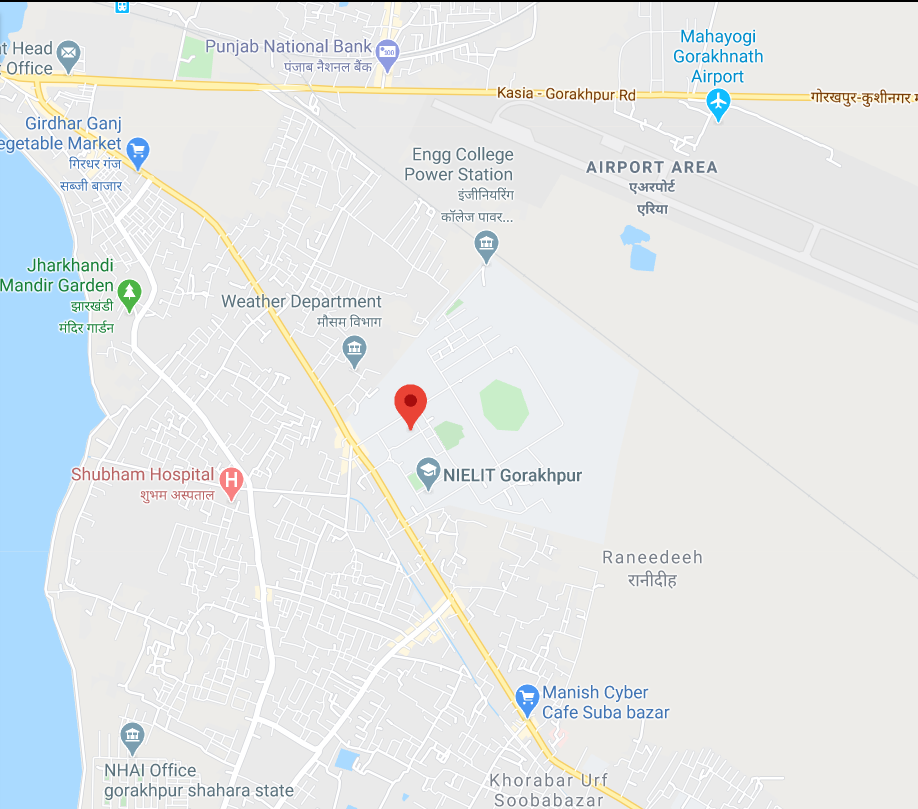 Punjab National Bank
पंजाब नैशनल बैंक
Head
Office
Mahayogi
Gorakhnath
Airport
Kasia - Gorakhpur Rd
गोरखपुर-कुशीनगर
Girdhar Ganj
egetable Market
गिरधर गंज
सब्जी बाजार
Engg College
Power Station
इंजीनियरिंग
कॉलेज पावर...
AIRPORT AREA
एअरपोर्ट
एरिया
Jharkhandi
Mandir Garden
झारखंडी
मंदिर गार्डन
Weather Department
मौसम विभाग
Shubham Hospital
शुभम अस्पताल
H
NIELIT Gorakhpur
Raneedeeh
रानीदीह
Manish Cyber
Cafe Suba bazar
NHAI Office
gorakhpur shahara state
Khorabar Urf
Soobabazar